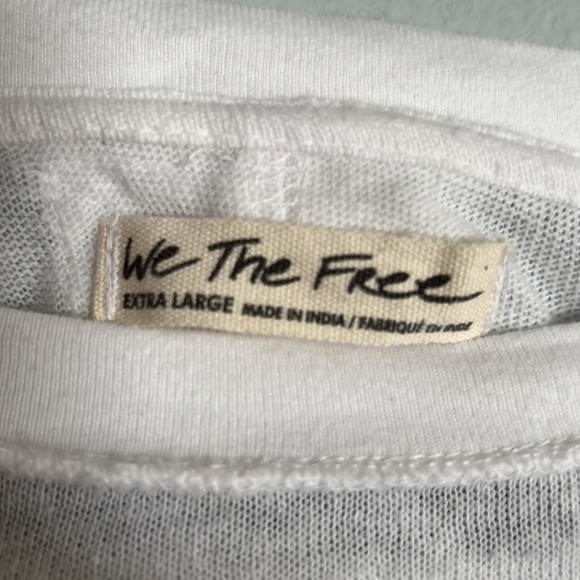 We The Free
EXTRA LARGE MADE IN INDIA / FABRIQUÉ EN INDE